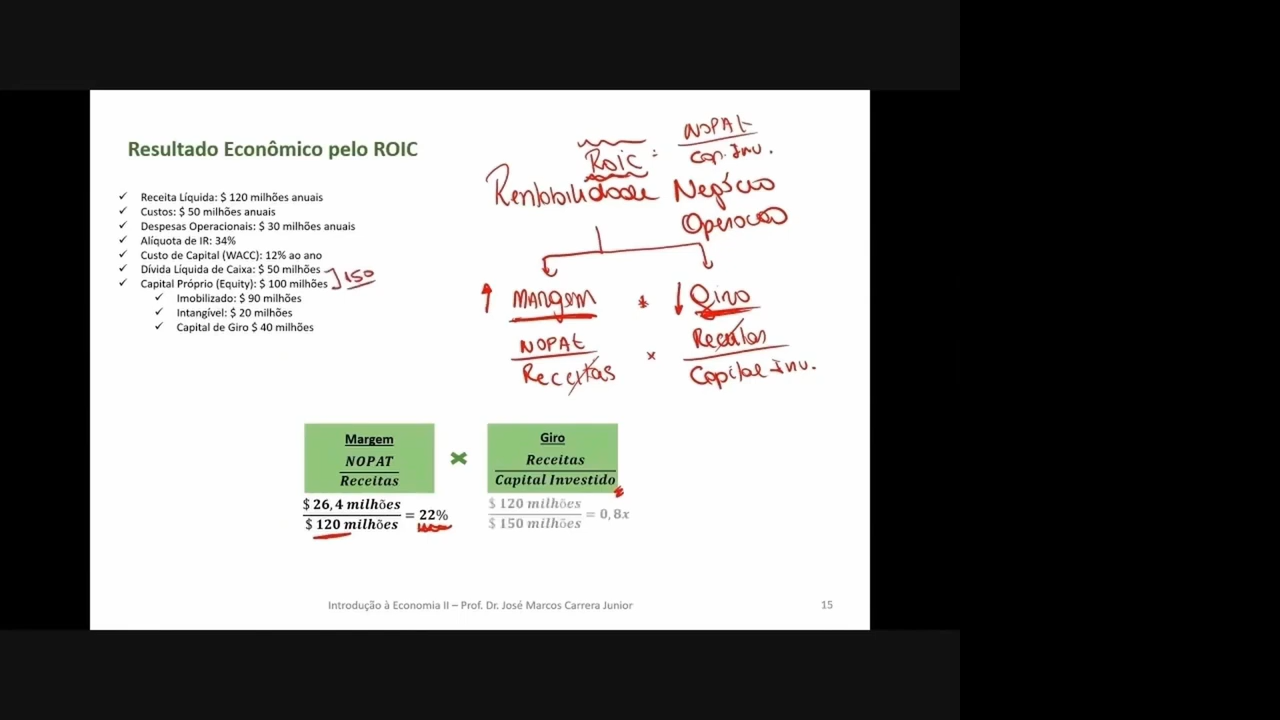 Resultado Econômico pelo ROIC
✓ Receita Líquida: $ 120 milhões anuais
✓ Custos: $ 50 milhões anuais
✓ Despesas Operacionais: $ 30 milhões anuais
✓ Alíquota de IR: 34%
✓ Custo de Capital (WACC): 12% ao ano
✓ Dívida Líquida de Caixa: $ 50 milhões
✓ Capital Próprio (Equity): $ 100 milhões
150
✓ Imobilizado: $ 90 milhões
✓ Intangível: $ 20 milhões
✓ Capital de Giro $ 40 milhões
Roic = NOPAT
Cap. Inv.
Rentabilidade Negócio
Operacao
↑ Margem * ↓ Giro
NOPAT
Receitas
x
Receitas
Capital Inv.
Margem
NOPAT
Receitas
$ 26,4 milhões
$ 120 milhões
= 22%
×
Giro
Receitas
Capital Investido
$ 120 milhões
$ 150 milhões
= 0,8x
Introdução à Economia II – Prof. Dr. José Marcos Carrera Junior
15